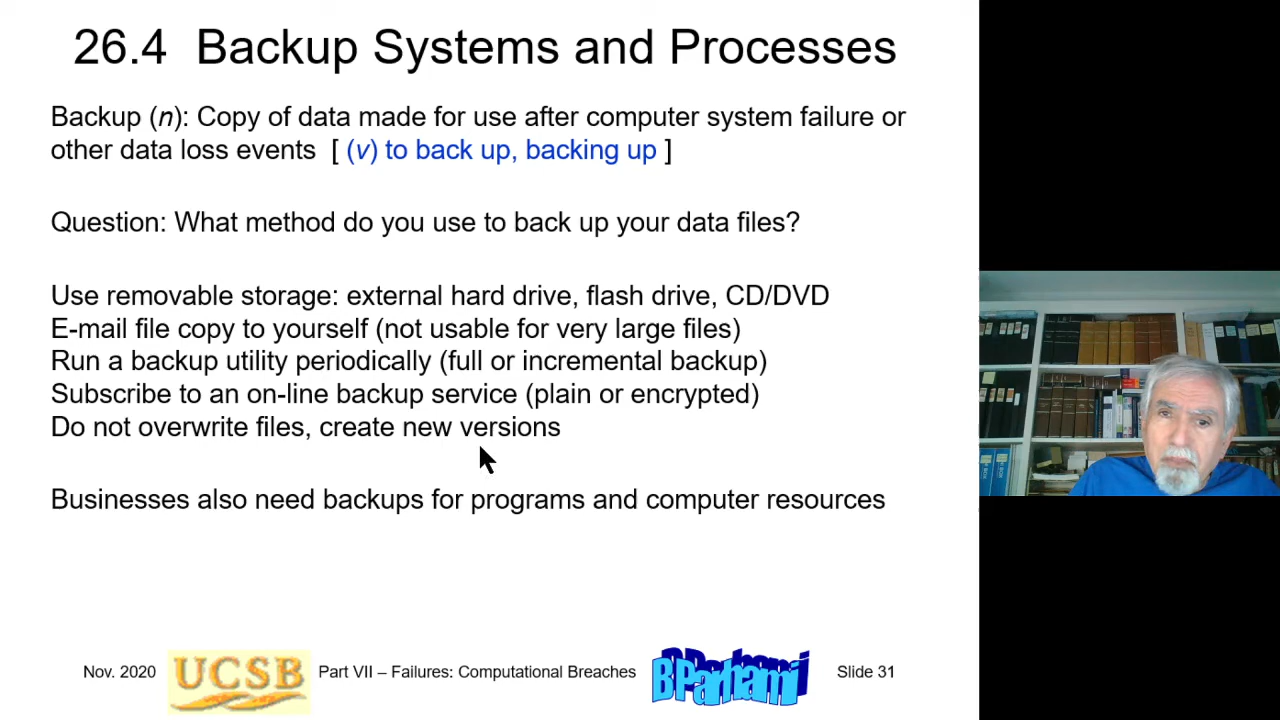 26.4 Backup Systems and Processes
Backup (n): Copy of data made for use after computer system failure or
other data loss events [ (v) to back up, backing up ]
Question: What method do you use to back up your data files?
Use removable storage: external hard drive, flash drive, CD/DVD
E-mail file copy to yourself (not usable for very large files)
Run a backup utility periodically (full or incremental backup)
Subscribe to an on-line backup service (plain or encrypted)
Do not overwrite files, create new versions
Businesses also need backups for programs and computer resources
Nov. 2020 UCSB Part VII – Failures: Computational Breaches B Parhami Slide 31